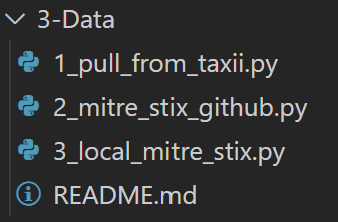 3-Data
1_pull_from_taxii.py
2_mitre_stix_github.py
3_local_mitre_stix.py
README.md